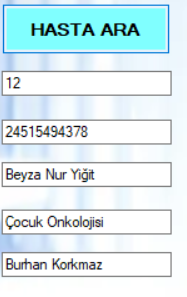 HASTA ARA
12
24515494378
Beyza Nur Yiğit
Çocuk Onkolojisi
Burhan Korkmaz